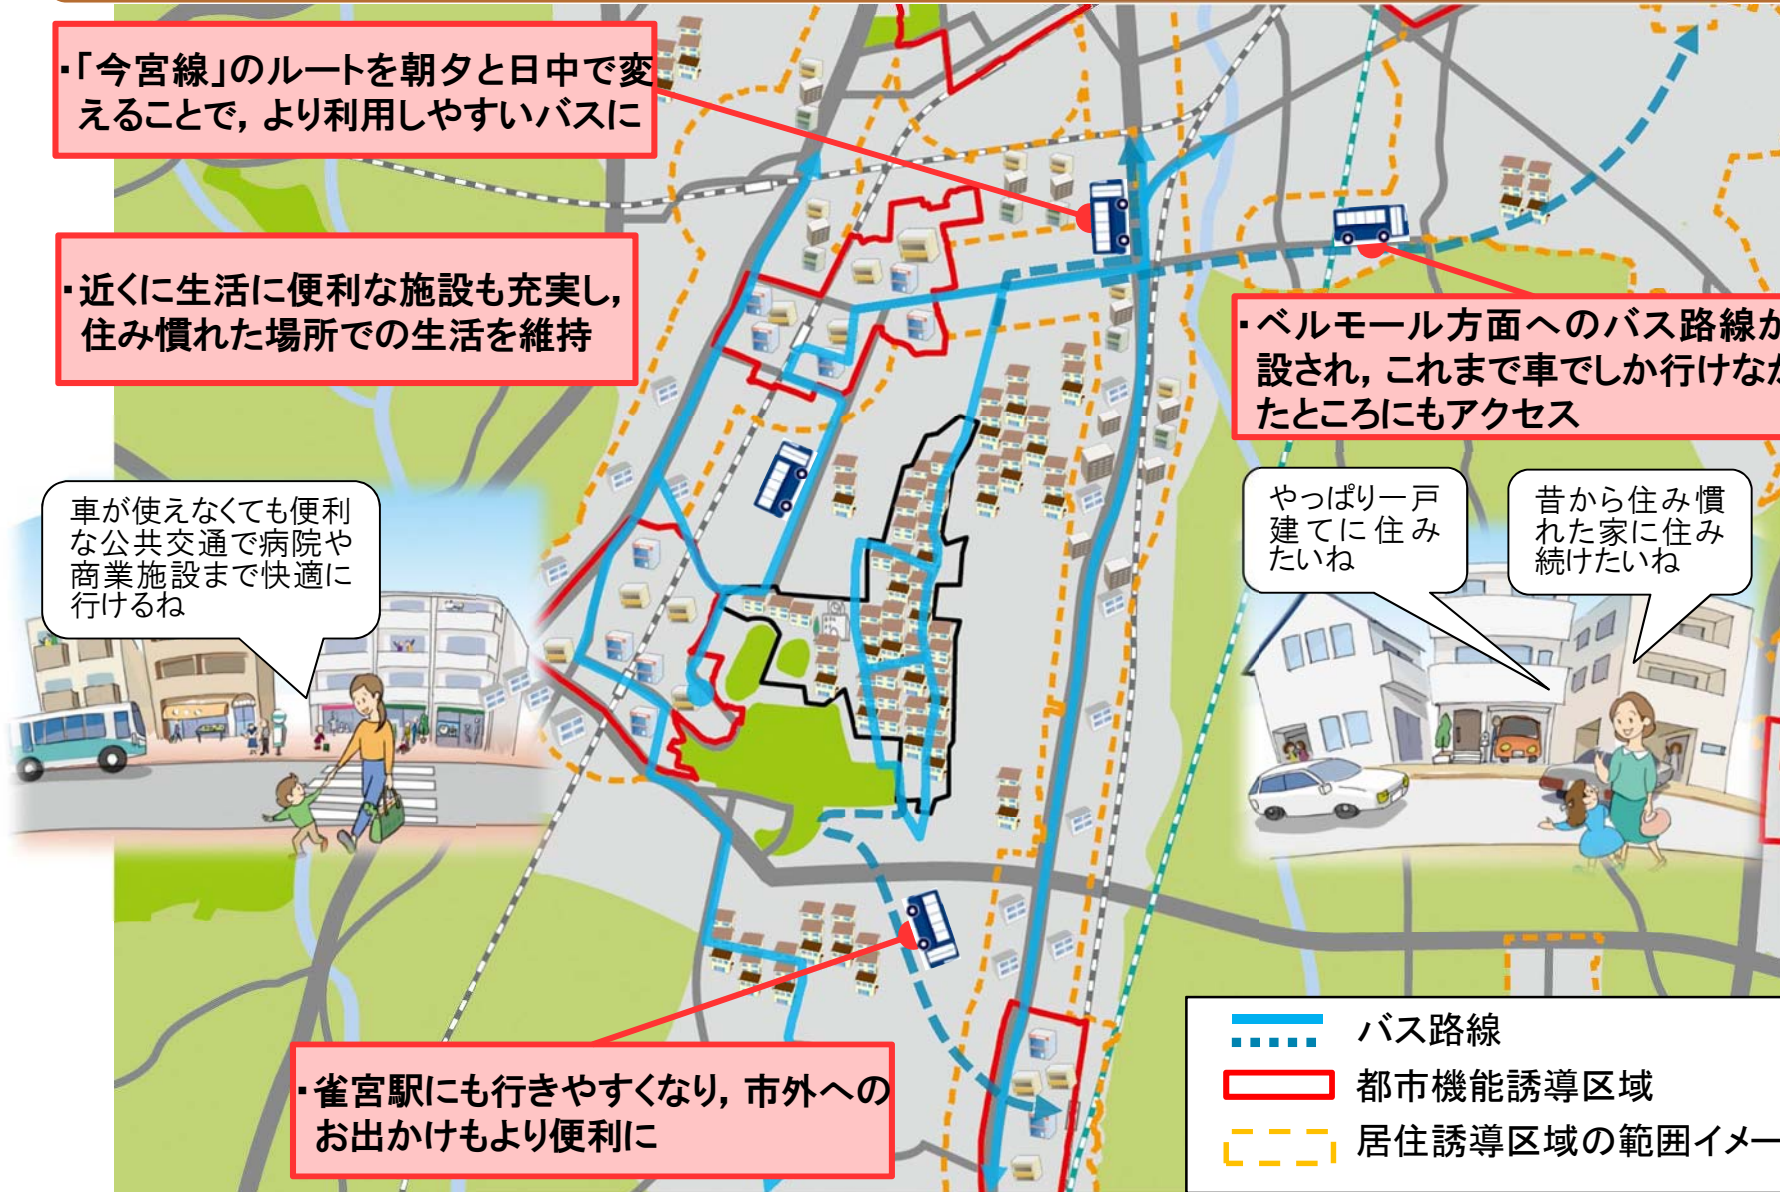 ・「今宮線」のルートを朝夕と日中で変
えることで，より利用しやすいバスに
・近くに生活に便利な施設も充実し，
住み慣れた場所での生活を維持
・ベルモール方面へのバス路線が
設され，これまで車でしか行けなか
たところにもアクセス
車が使えなくても便利
な公共交通で病院や
商業施設まで快適に
行けるね
やっぱり一戸
建てに住み
たいね
昔から住み慣
れた家に住み
続けたいね
・雀宮駅にも行きやすくなり，市外への
お出かけもより便利に
バス路線
都市機能誘導区域
居住誘導区域の範囲イメー